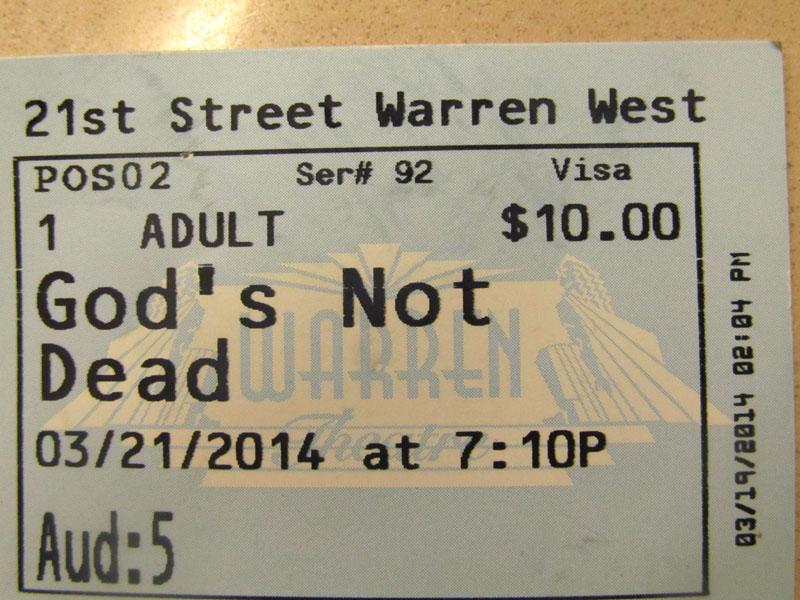 21st Street Warren West
POS02 Ser# 92 Visa
1 ADULT $10.00
God's Not
Dead
WARREN
Theatre
03/21/2014 at 7:10P
Aud:5
03/19/2014 02:04 PM